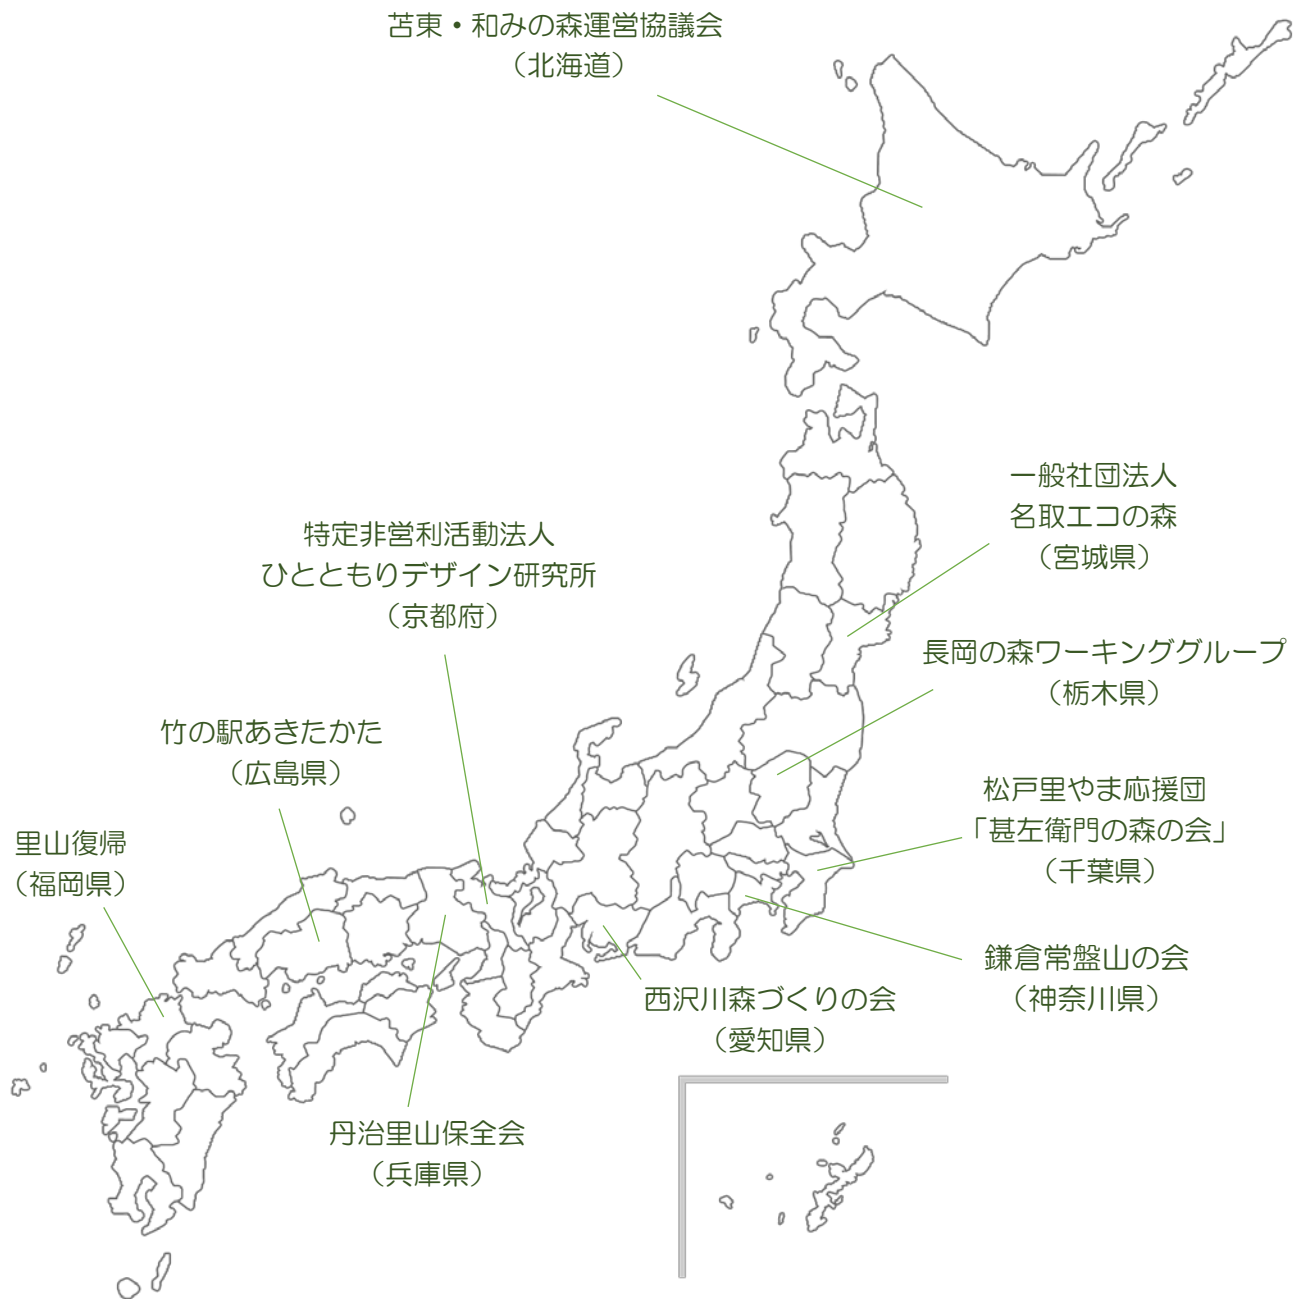 苫東・和みの森運営協議会
（北海道）
一般社団法人
名取エコの森
（宮城県）
特定非営利活動法人
ひとともりデザイン研究所
（京都府）
長岡の森ワーキンググループ
（栃木県）
竹の駅あきたかた
（広島県）
松戸里やま応援団
「甚左衛門の森の会」
（千葉県）
里山復帰
（福岡県）
鎌倉常盤山の会
（神奈川県）
西沢川森づくりの会
（愛知県）
丹治里山保全会
（兵庫県）